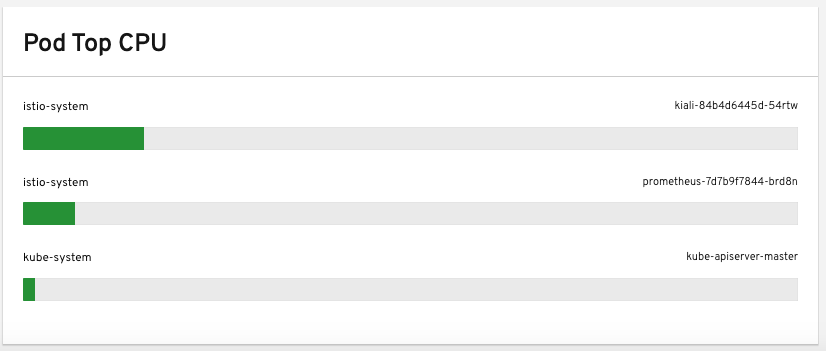 Pod Top CPU
istio-system kiali-84b4d6445d-54rtw
istio-system prometheus-7d7b9f7844-brd8n
kube-system kube-apiserver-master